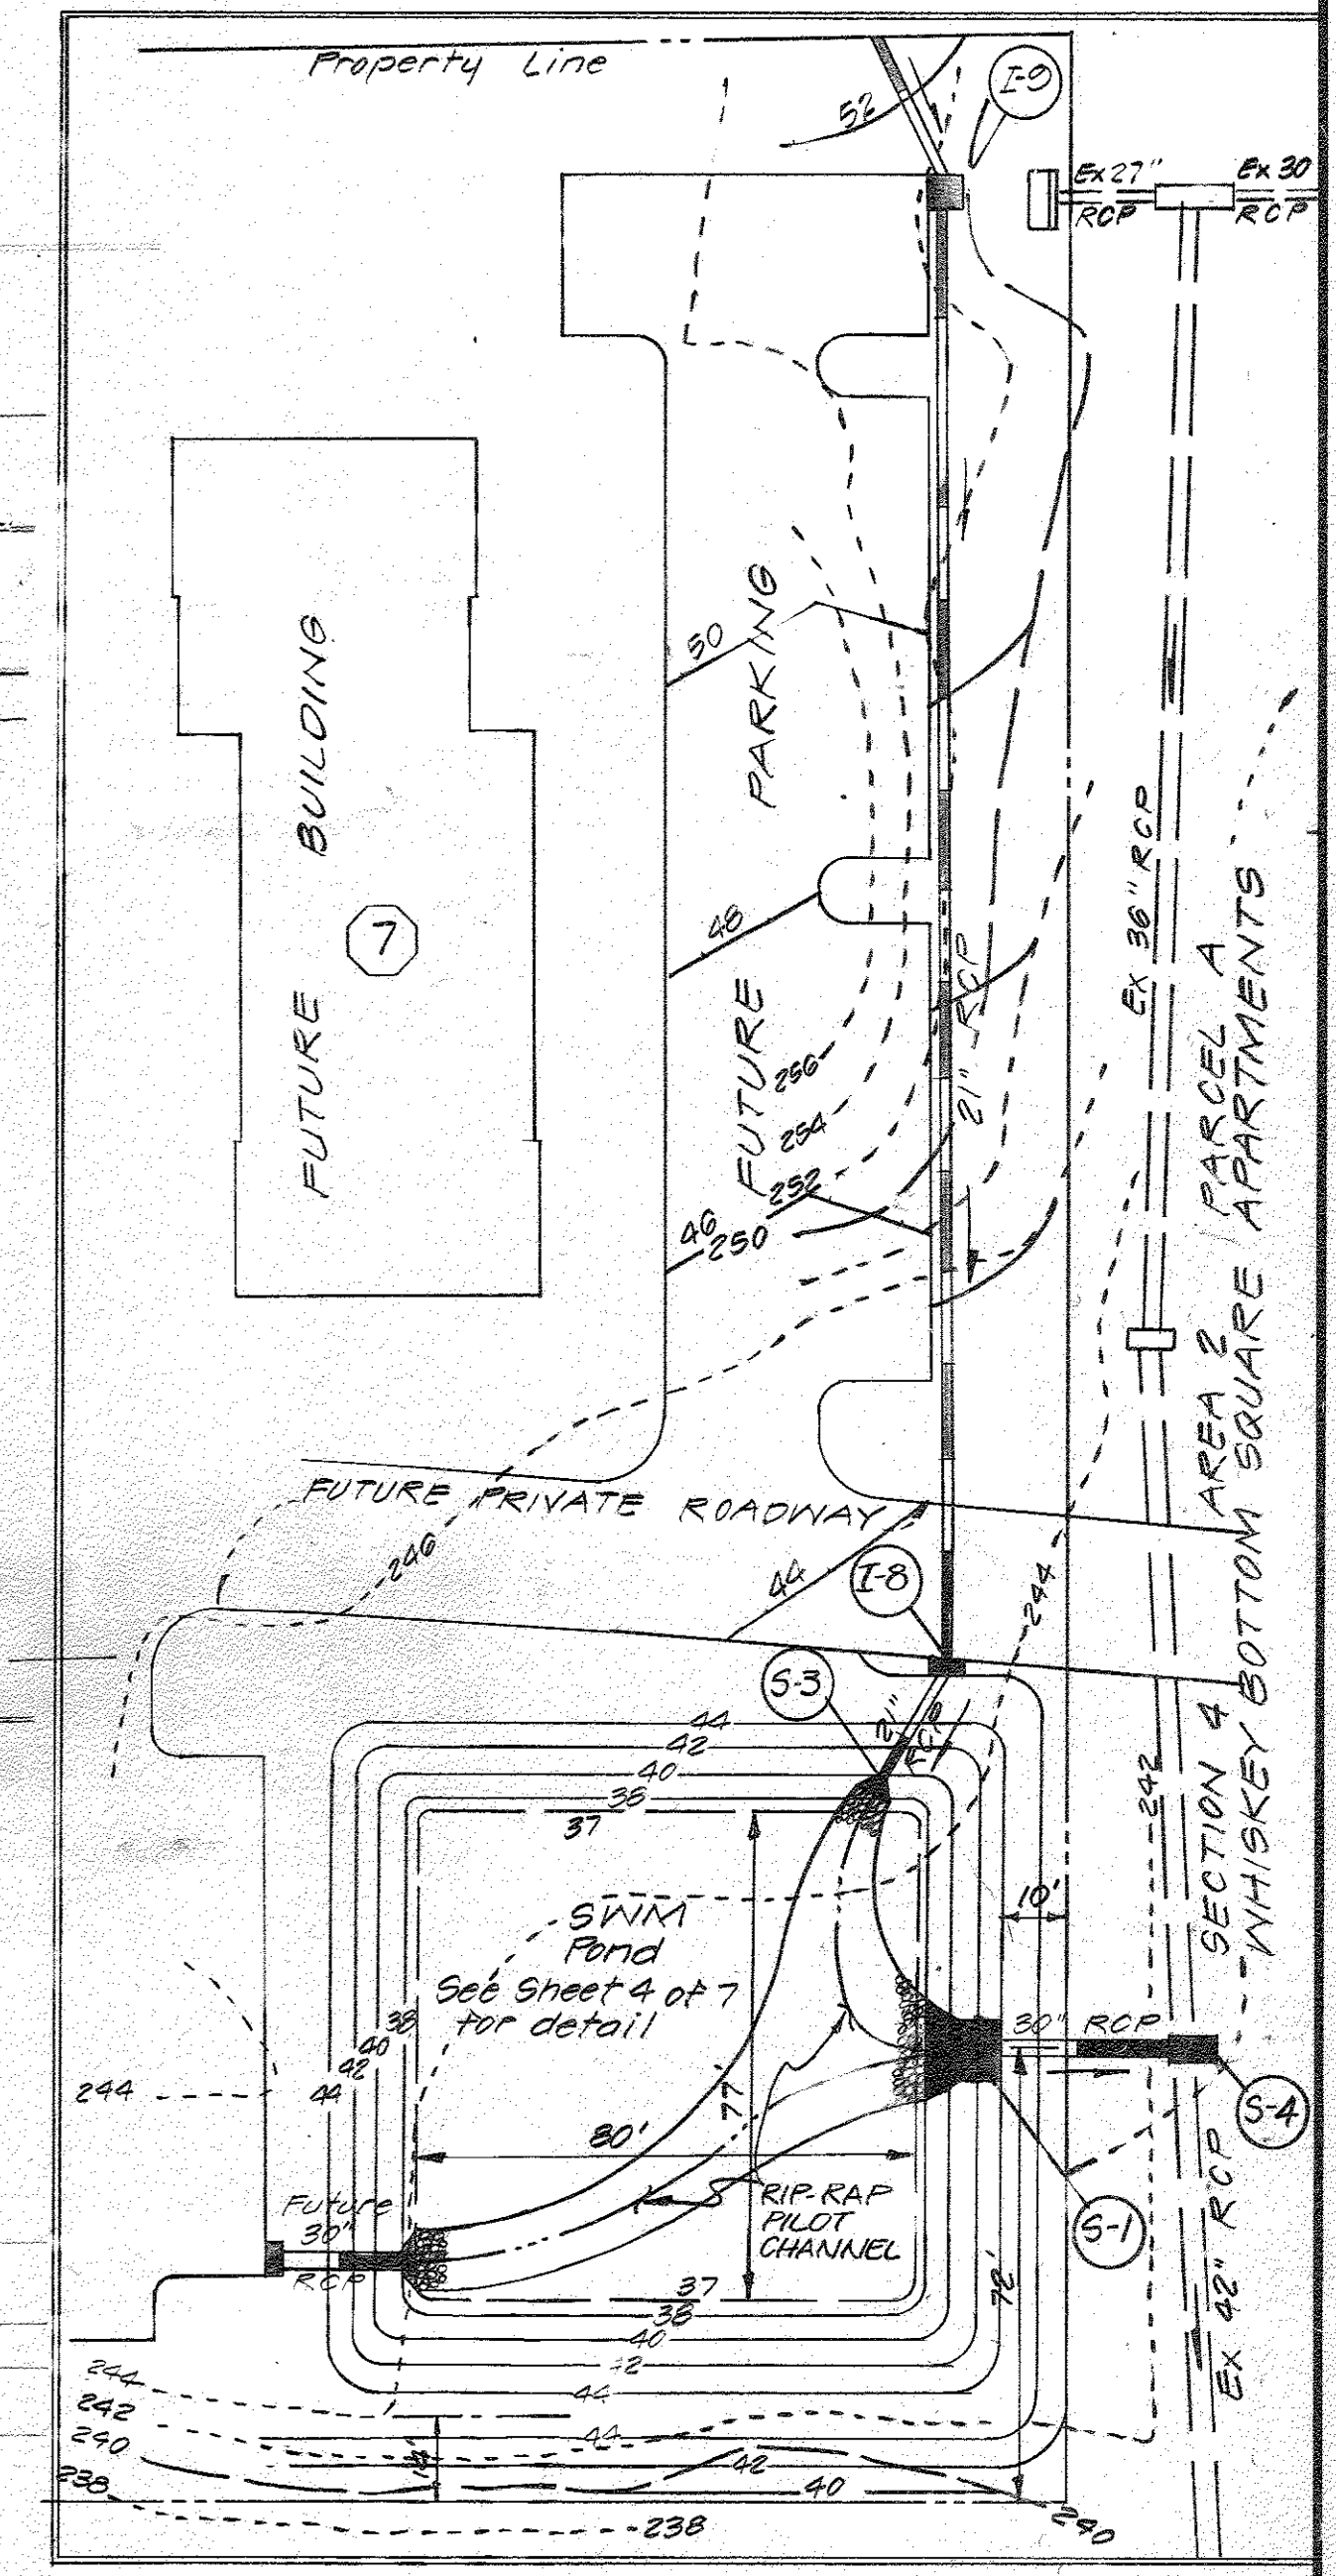 Property Line
52
I-9
Ex 27"
RCP
Ex 30
RCP
50
FUTURE PARKING
FUTURE BUILDING
7
48
21" RCP
Ex 36" RCP
256
254
252
46
250
SECTION 4 AREA 2 PARCEL A
WHISKEY BOTTOM SQUARE APARTMENTS
FUTURE PRIVATE ROADWAY
246
44
I-8
244
S-3
21"
RCP
44
42
40
38
37
242
10'
SWM
Pond
See Sheet 4 of 7
for detail
38
40
42
44
244
77'
80'
30" RCP
S-4
S-1
Future
30"
RCP
RIP-RAP
PILOT
CHANNEL
72'
Ex 42" RCP
37
38
40
42
44
244
242
240
238
44
42
40
238
240